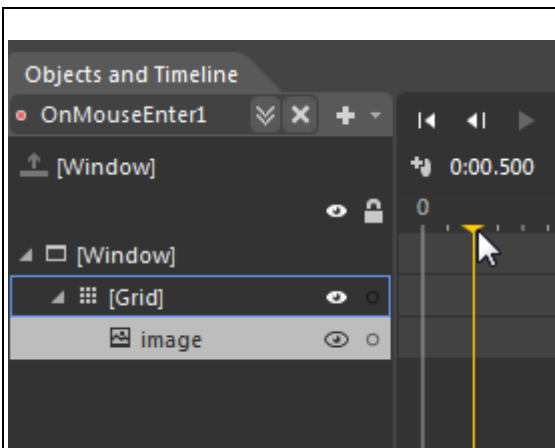 Objects and Timeline
OnMouseEnter1
[Window]
0:00.500
0
[Window]
[Grid]
image